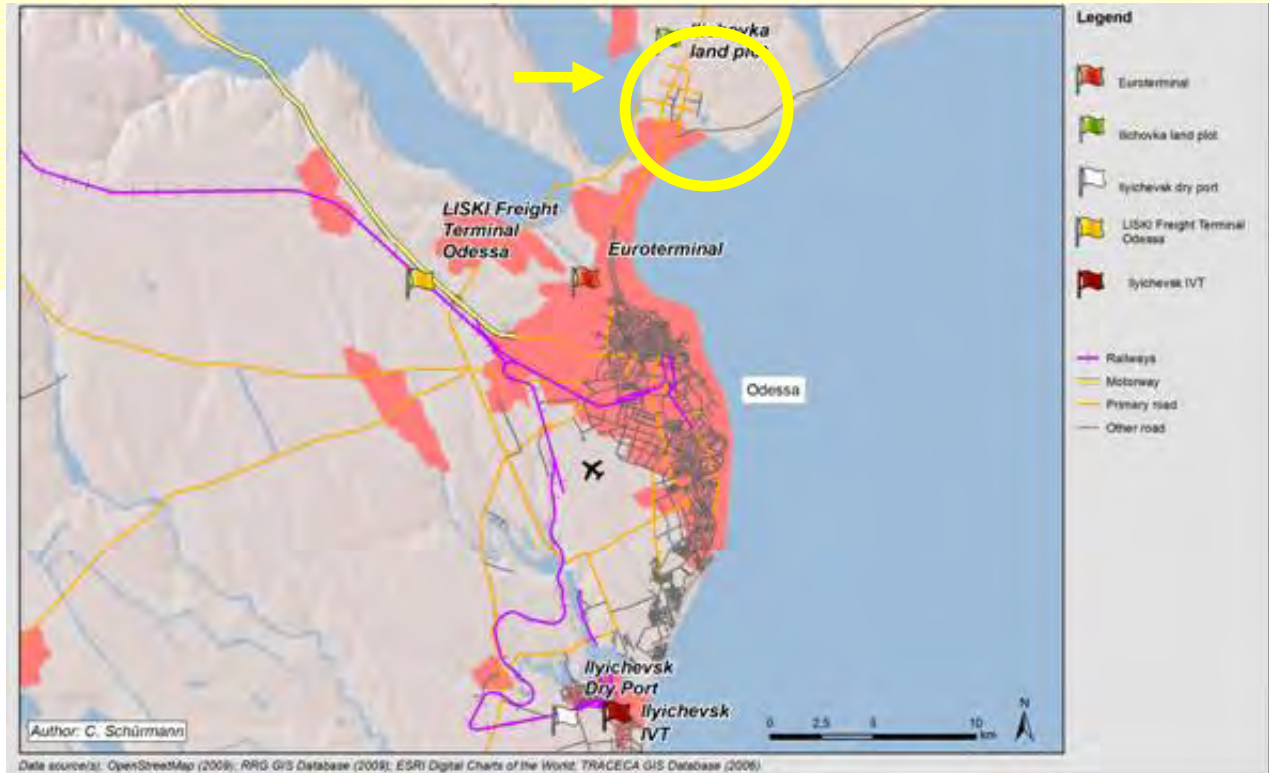 Ilichovka
land plot
LISKI Freight
Terminal
Odessa
Euroterminal
Odessa
Ilyichevsk
Dry Port
Ilyichevsk
IVT
Author: C. Schürmann
0 2,5 5 10
km
N
Legend
Euroterminal
Ilichovka land plot
Ilyichevsk dry port
LISKI Freight Terminal
Odessa
Ilyichevsk IVT
Railways
Motorway
Primary road
Other road
Data source(s): OpenStreetMap (2009); RRG GIS Database (2009); ESRI Digital Charts of the World; TRACECA GIS Database (2006).